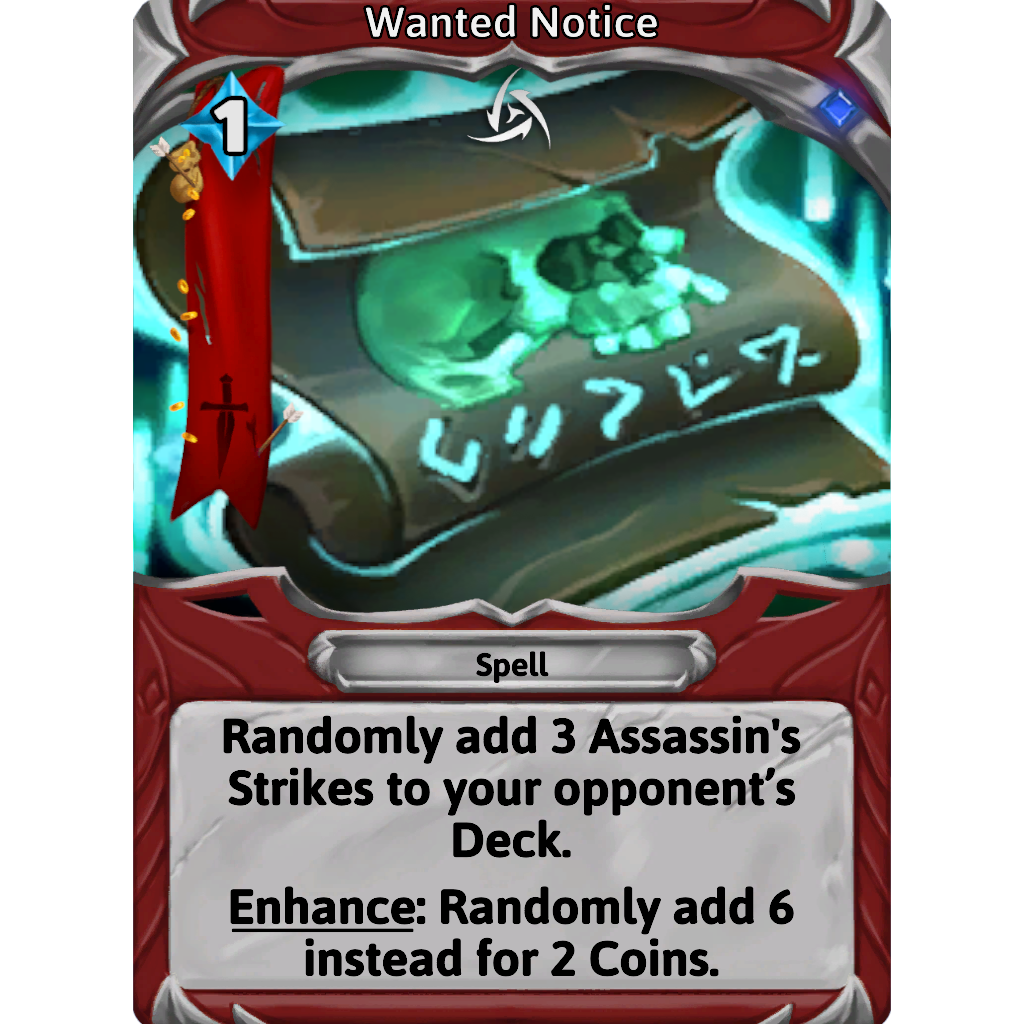 Wanted Notice
1
Spell
Randomly add 3 Assassin's
Strikes to your opponent’s
Deck.
Enhance: Randomly add 6
instead for 2 Coins.